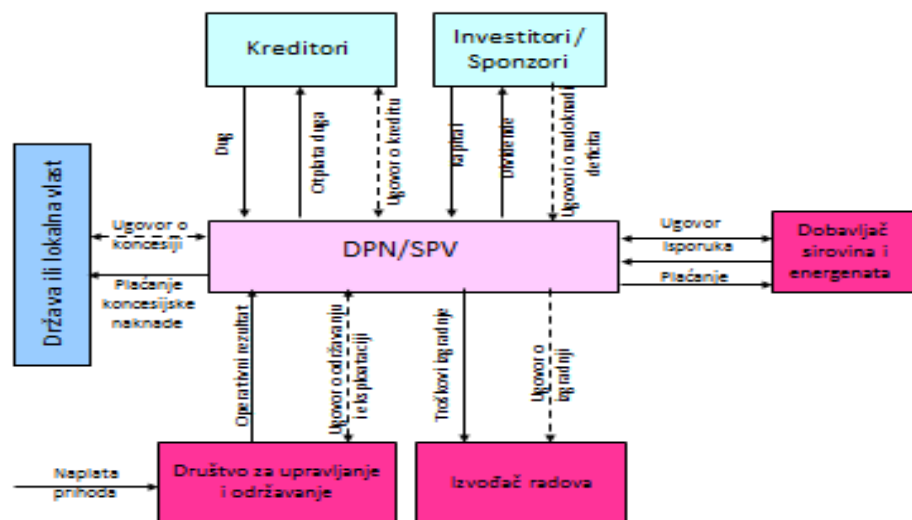 Kreditori
Investitori /
Sponzori
Dug
Otplata duga
Ugovor o kreditu
Kapital
Dividende
Ugovori o nadoknadi
deficita
Država ili lokalna vlast
Ugovor o
koncesiji
Plaćanje
koncesijske
naknade
DPN/SPV
Ugovor
Isporuka
Plaćanje
Dobavljač
sirovina i
energenata
Operativni rezultat
Ugovor o održavanju
i eksploataciji
Troškovi izgradnje
Ugovor o
izgradnji
Naplata
prihoda
Društvo za upravljanje
i održavanje
Izvođač radova